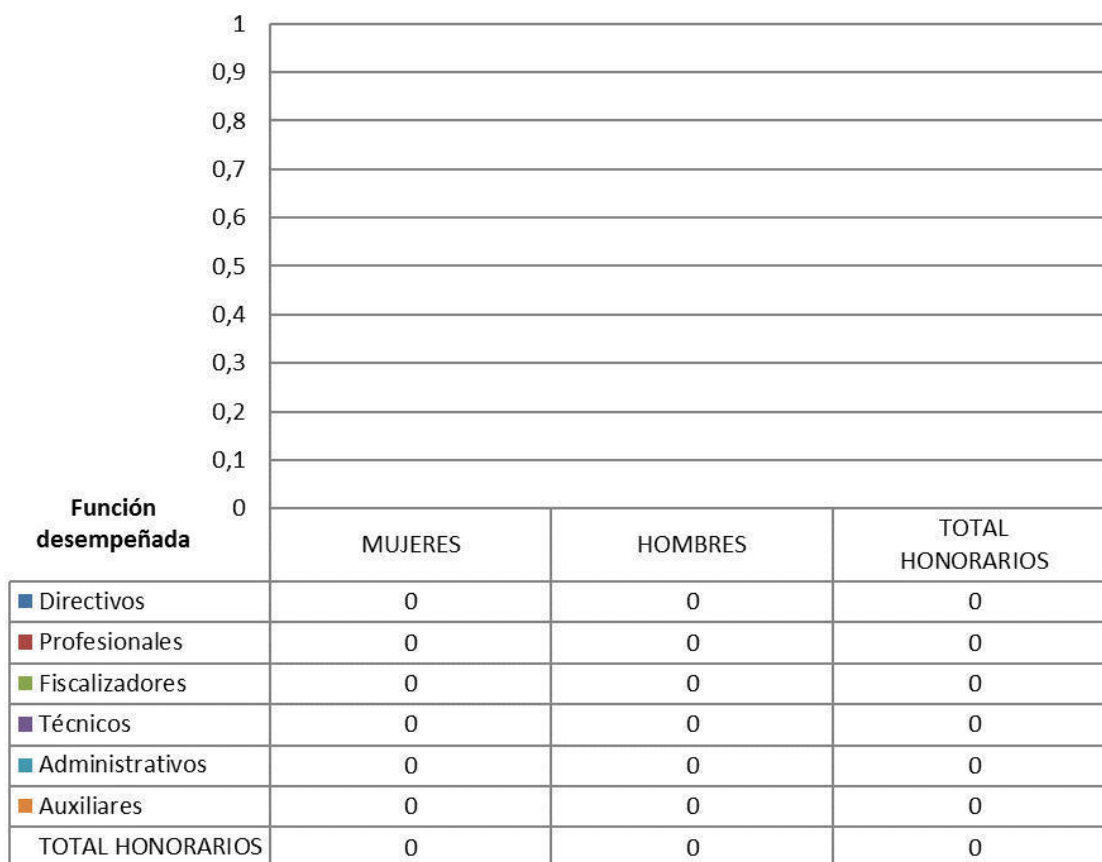 1
0,9
0,8
0,7
0,6
0,5
0,4
0,3
0,2
0,1
0
Función
desempeñada
MUJERES HOMBRES TOTAL
HONORARIOS
Directivos 0 0 0
Profesionales 0 0 0
Fiscalizadores 0 0 0
Técnicos 0 0 0
Administrativos 0 0 0
Auxiliares 0 0 0
TOTAL HONORARIOS 0 0 0